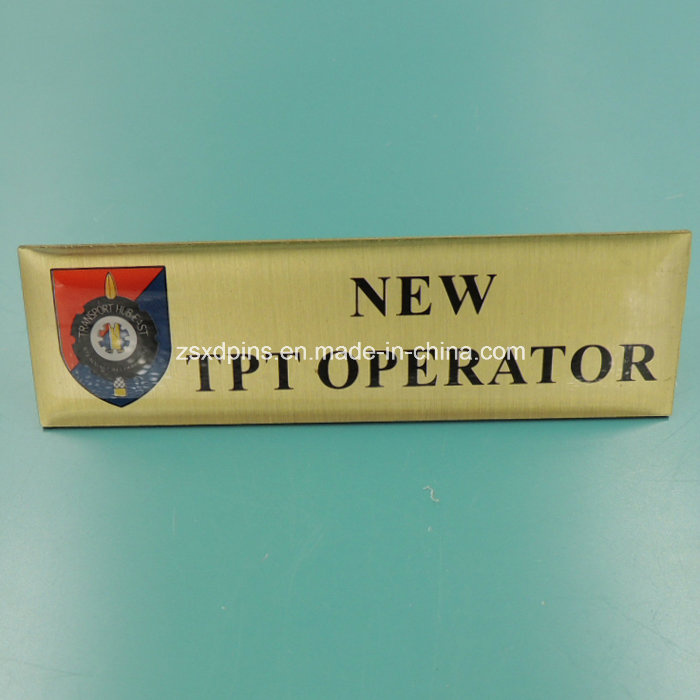 NEW
TPT OPERATOR
TRANSPORT HUB EAST
zsxdpins.en.made-in-china.com